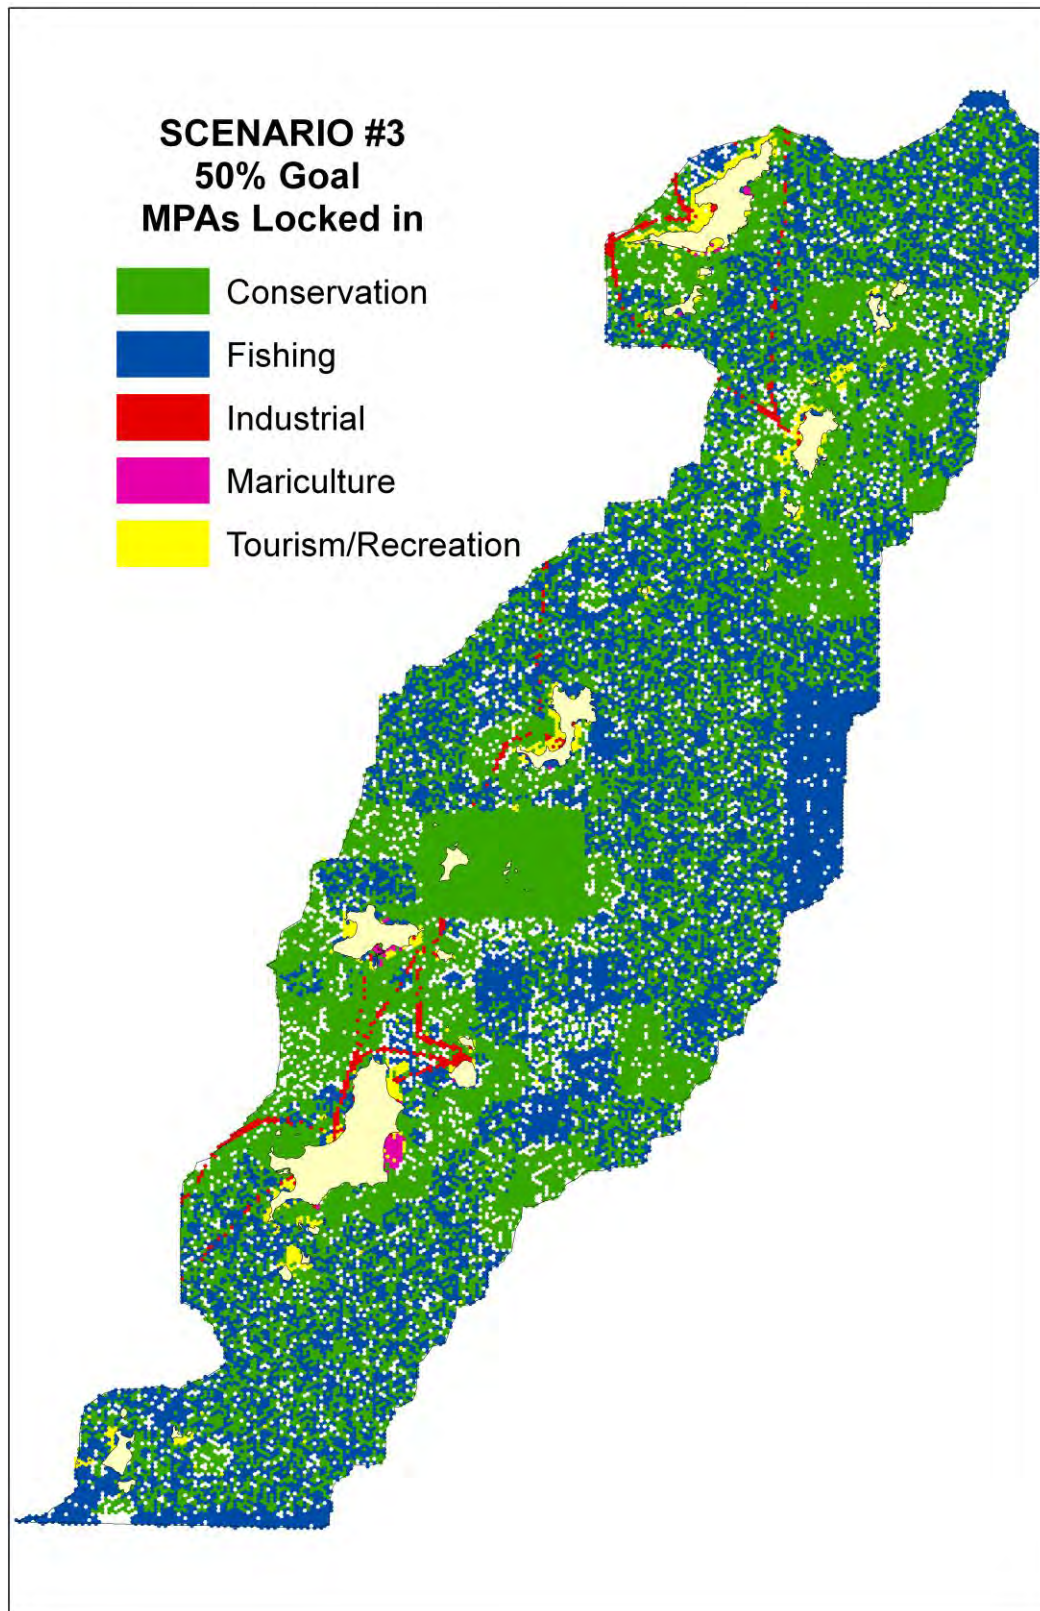 SCENARIO #3
50% Goal
MPAs Locked in
Conservation
Fishing
Industrial
Mariculture
Tourism/Recreation